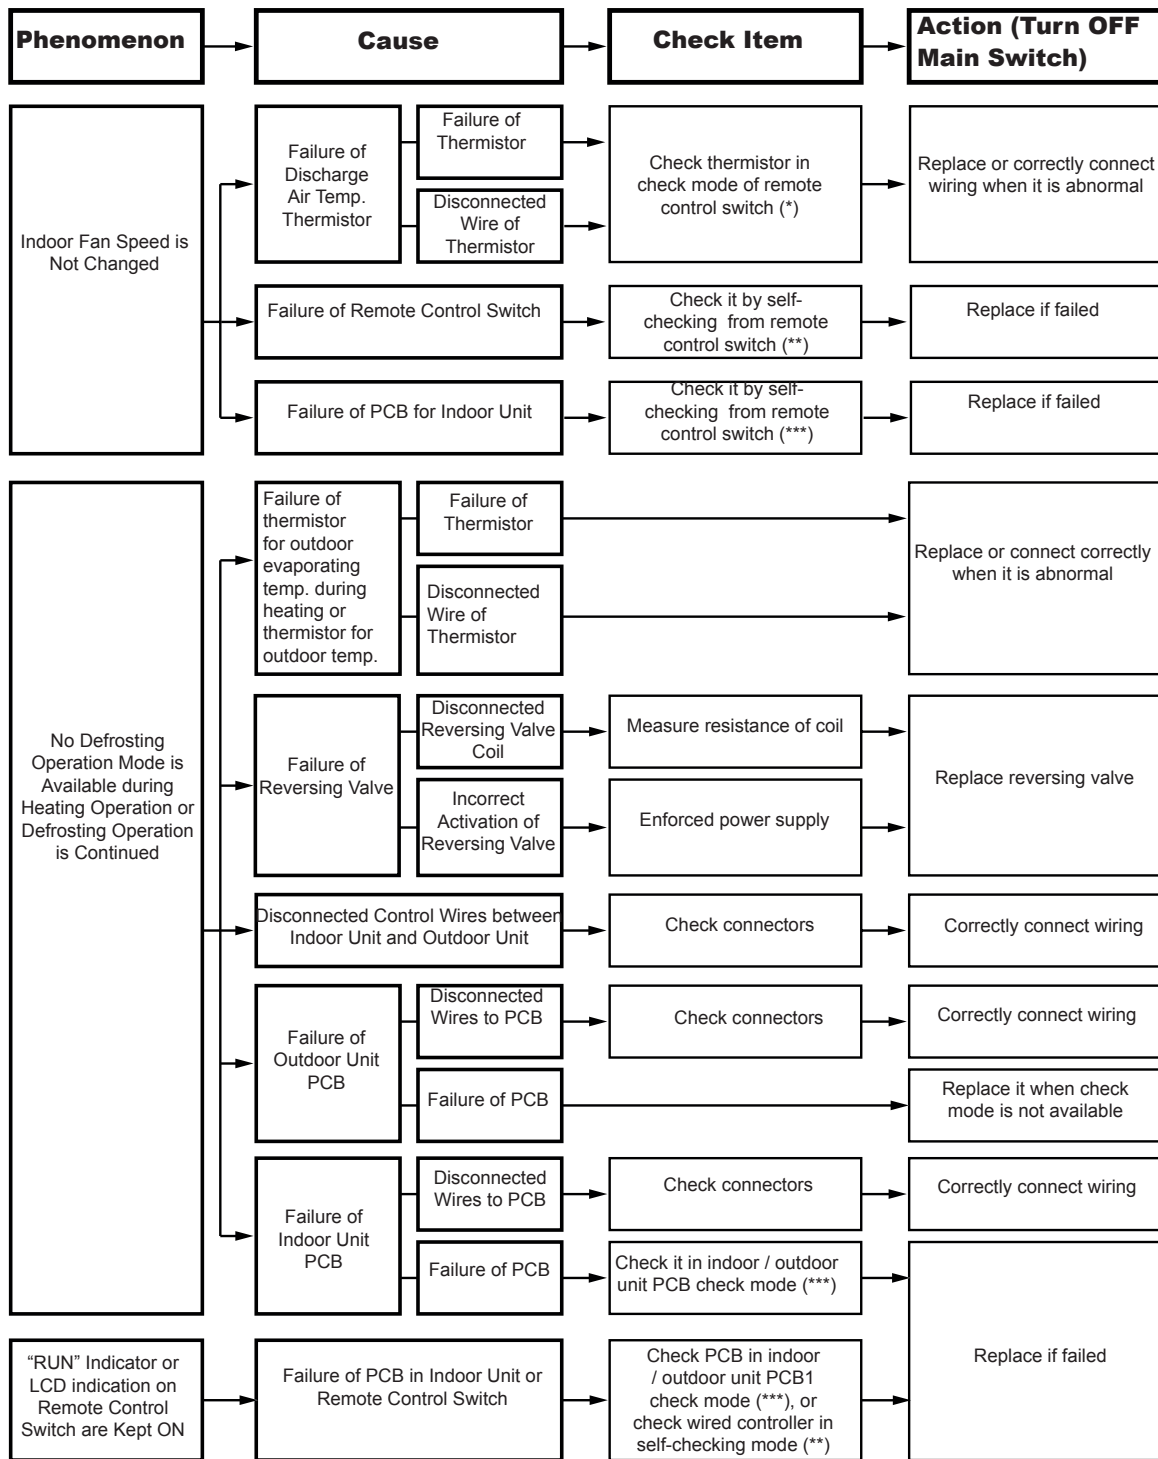 Phenomenon
Cause
Check Item
Action (Turn OFF
Main Switch)
Indoor Fan Speed is
Not Changed
Failure of
Discharge
Air Temp.
Thermistor
Failure of
Thermistor
Disconnected
Wire of
Thermistor
Check thermistor in
check mode of remote
control switch (*)
Replace or correctly connect
wiring when it is abnormal
Failure of Remote Control Switch
Check it by self-
checking from remote
control switch (**)
Replace if failed
Failure of PCB for Indoor Unit
Check it by self-
checking from remote
control switch (***)
Replace if failed
No Defrosting
Operation Mode is
Available during
Heating Operation or
Defrosting Operation
is Continued
Failure of
thermistor
for outdoor
evaporating
temp. during
heating or
thermistor for
outdoor temp.
Failure of
Thermistor
Disconnected
Wire of
Thermistor
Replace or connect correctly
when it is abnormal
Failure of
Reversing Valve
Disconnected
Reversing Valve
Coil
Measure resistance of coil
Incorrect
Activation of
Reversing Valve
Enforced power supply
Replace reversing valve
Disconnected Control Wires between
Indoor Unit and Outdoor Unit
Check connectors
Correctly connect wiring
Failure of
Outdoor Unit
PCB
Disconnected
Wires to PCB
Check connectors
Correctly connect wiring
Failure of PCB
Replace it when check
mode is not available
Failure of
Indoor Unit
PCB
Disconnected
Wires to PCB
Check connectors
Correctly connect wiring
Failure of PCB
Check it in indoor / outdoor
unit PCB check mode (***)
Replace if failed
“RUN” Indicator or
LCD indication on
Remote Control
Switch are Kept ON
Failure of PCB in Indoor Unit or
Remote Control Switch
Check PCB in indoor
/ outdoor unit PCB1
check mode (***), or
check wired controller in
self-checking mode (**)